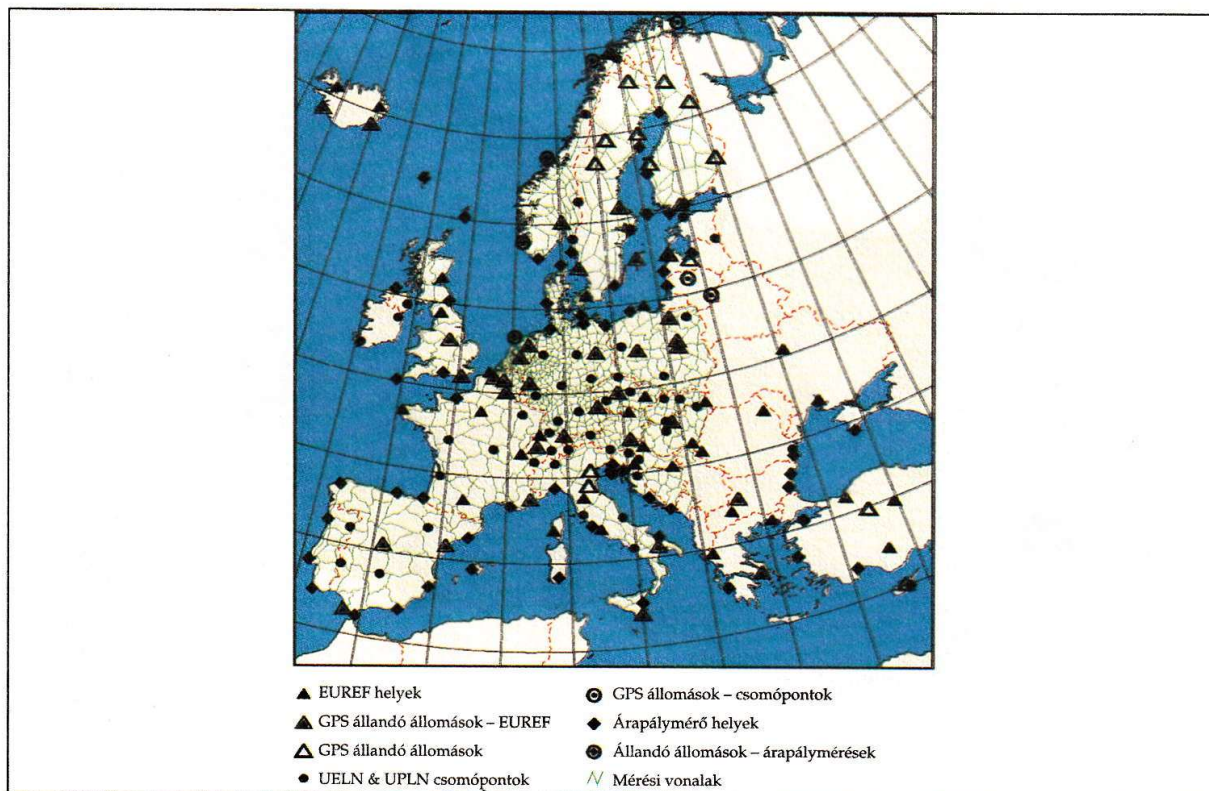 EUREF helyek
GPS állandó állomások – EUREF
GPS állandó állomások
UELN & UPLN csomópontok
GPS állomások – csomópontok
Árapálymérő helyek
Állandó állomások – árapálymérések
Mérési vonalak